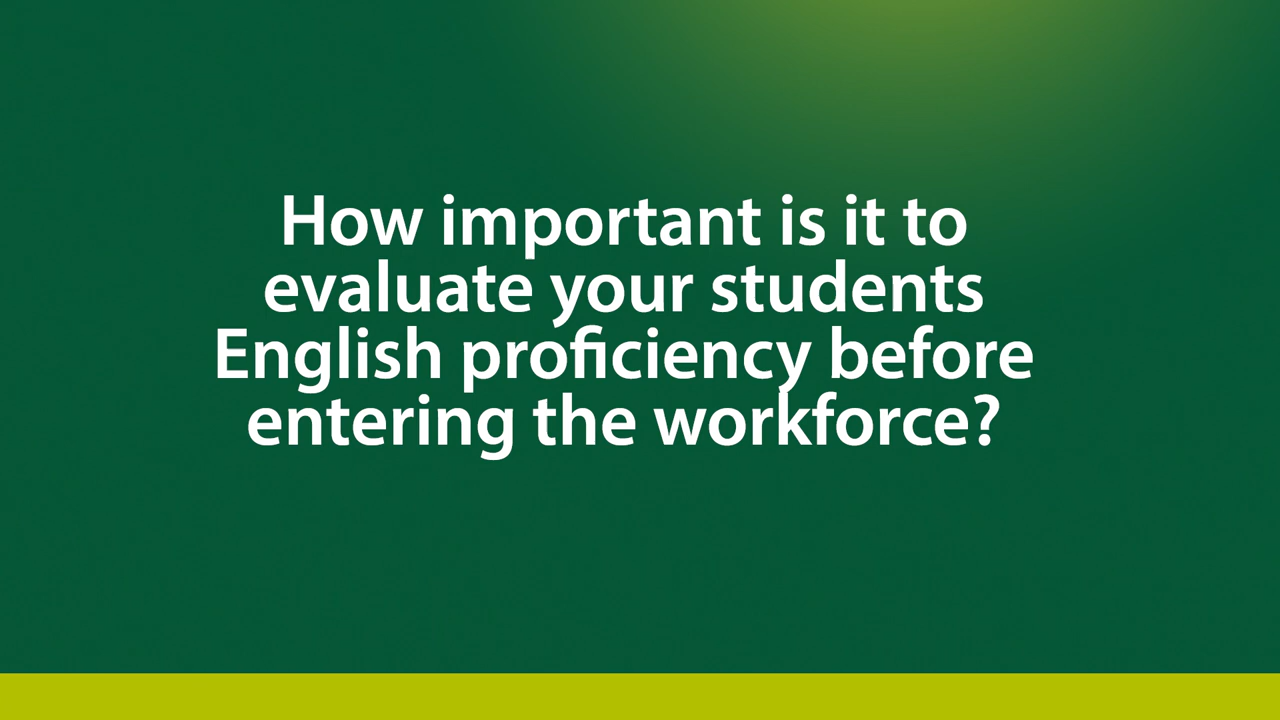 How important is it to
evaluate your students
English proficiency before
entering the workforce?